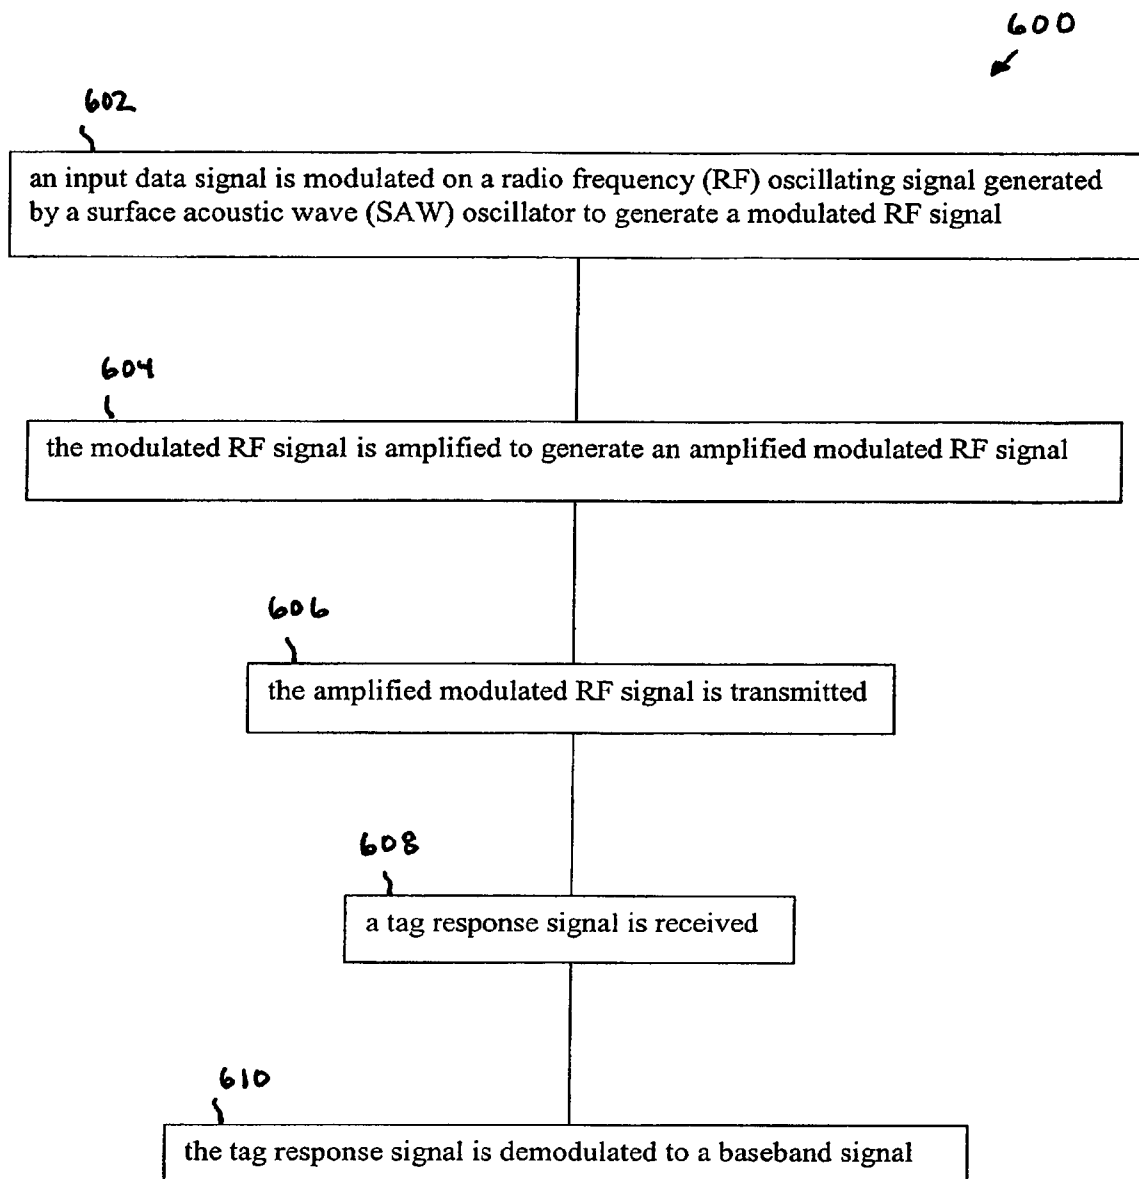 600
602
an input data signal is modulated on a radio frequency (RF) oscillating signal generated
by a surface acoustic wave (SAW) oscillator to generate a modulated RF signal
604
the modulated RF signal is amplified to generate an amplified modulated RF signal
606
the amplified modulated RF signal is transmitted
608
a tag response signal is received
610
the tag response signal is demodulated to a baseband signal